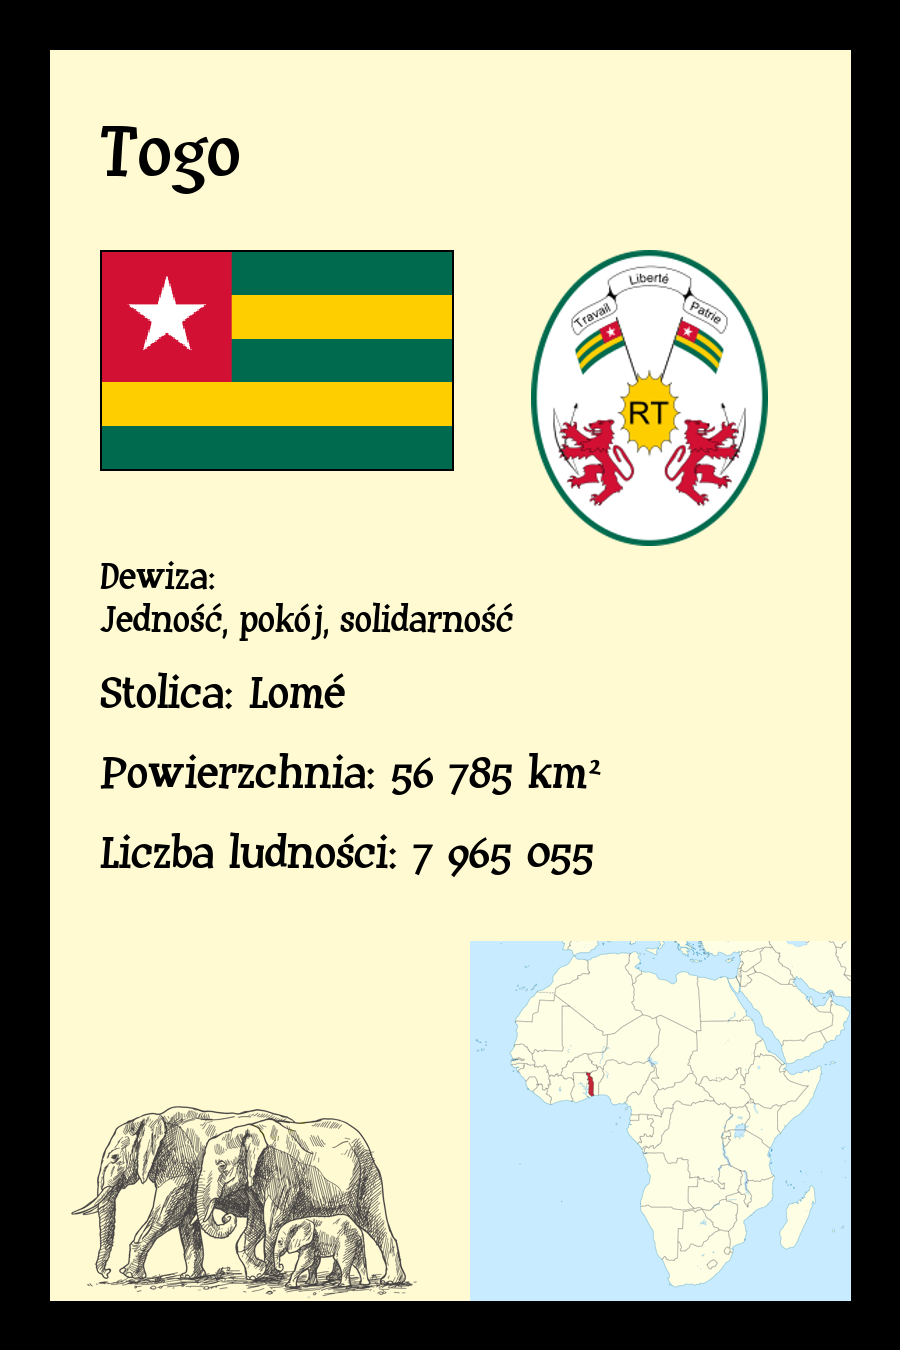 Togo
Liberté
Travail
Patrie
RT
Dewiza:
Jedność, pokój, solidarność
Stolica: Lomé
Powierzchnia: 56 785 km²
Liczba ludności: 7 965 055